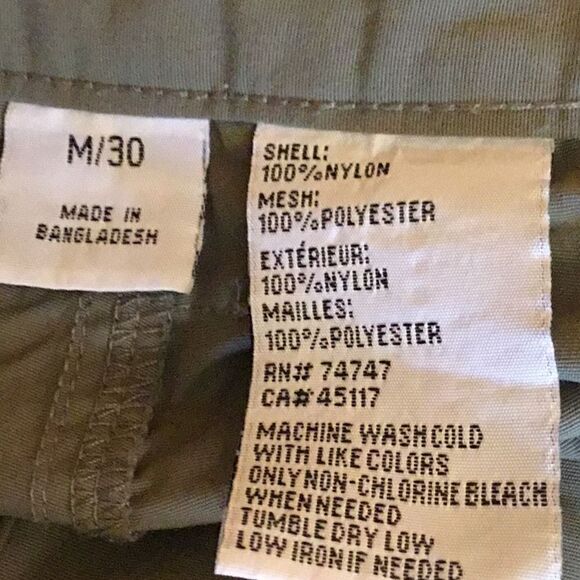 M/30
MADE IN
BANGLADESH
SHELL:
100%NYLON
MESH:
100%POLYESTER
EXTÉRIEUR:
100%NYLON
MAILLES:
100%POLYESTER
RN# 74747
CA# 45117
MACHINE WASH COLD
WITH LIKE COLORS
ONLY NON-CHLORINE BLEACH
WHEN NEEDED
TUMBLE DRY LOW
LOW IRON IF NEEDED